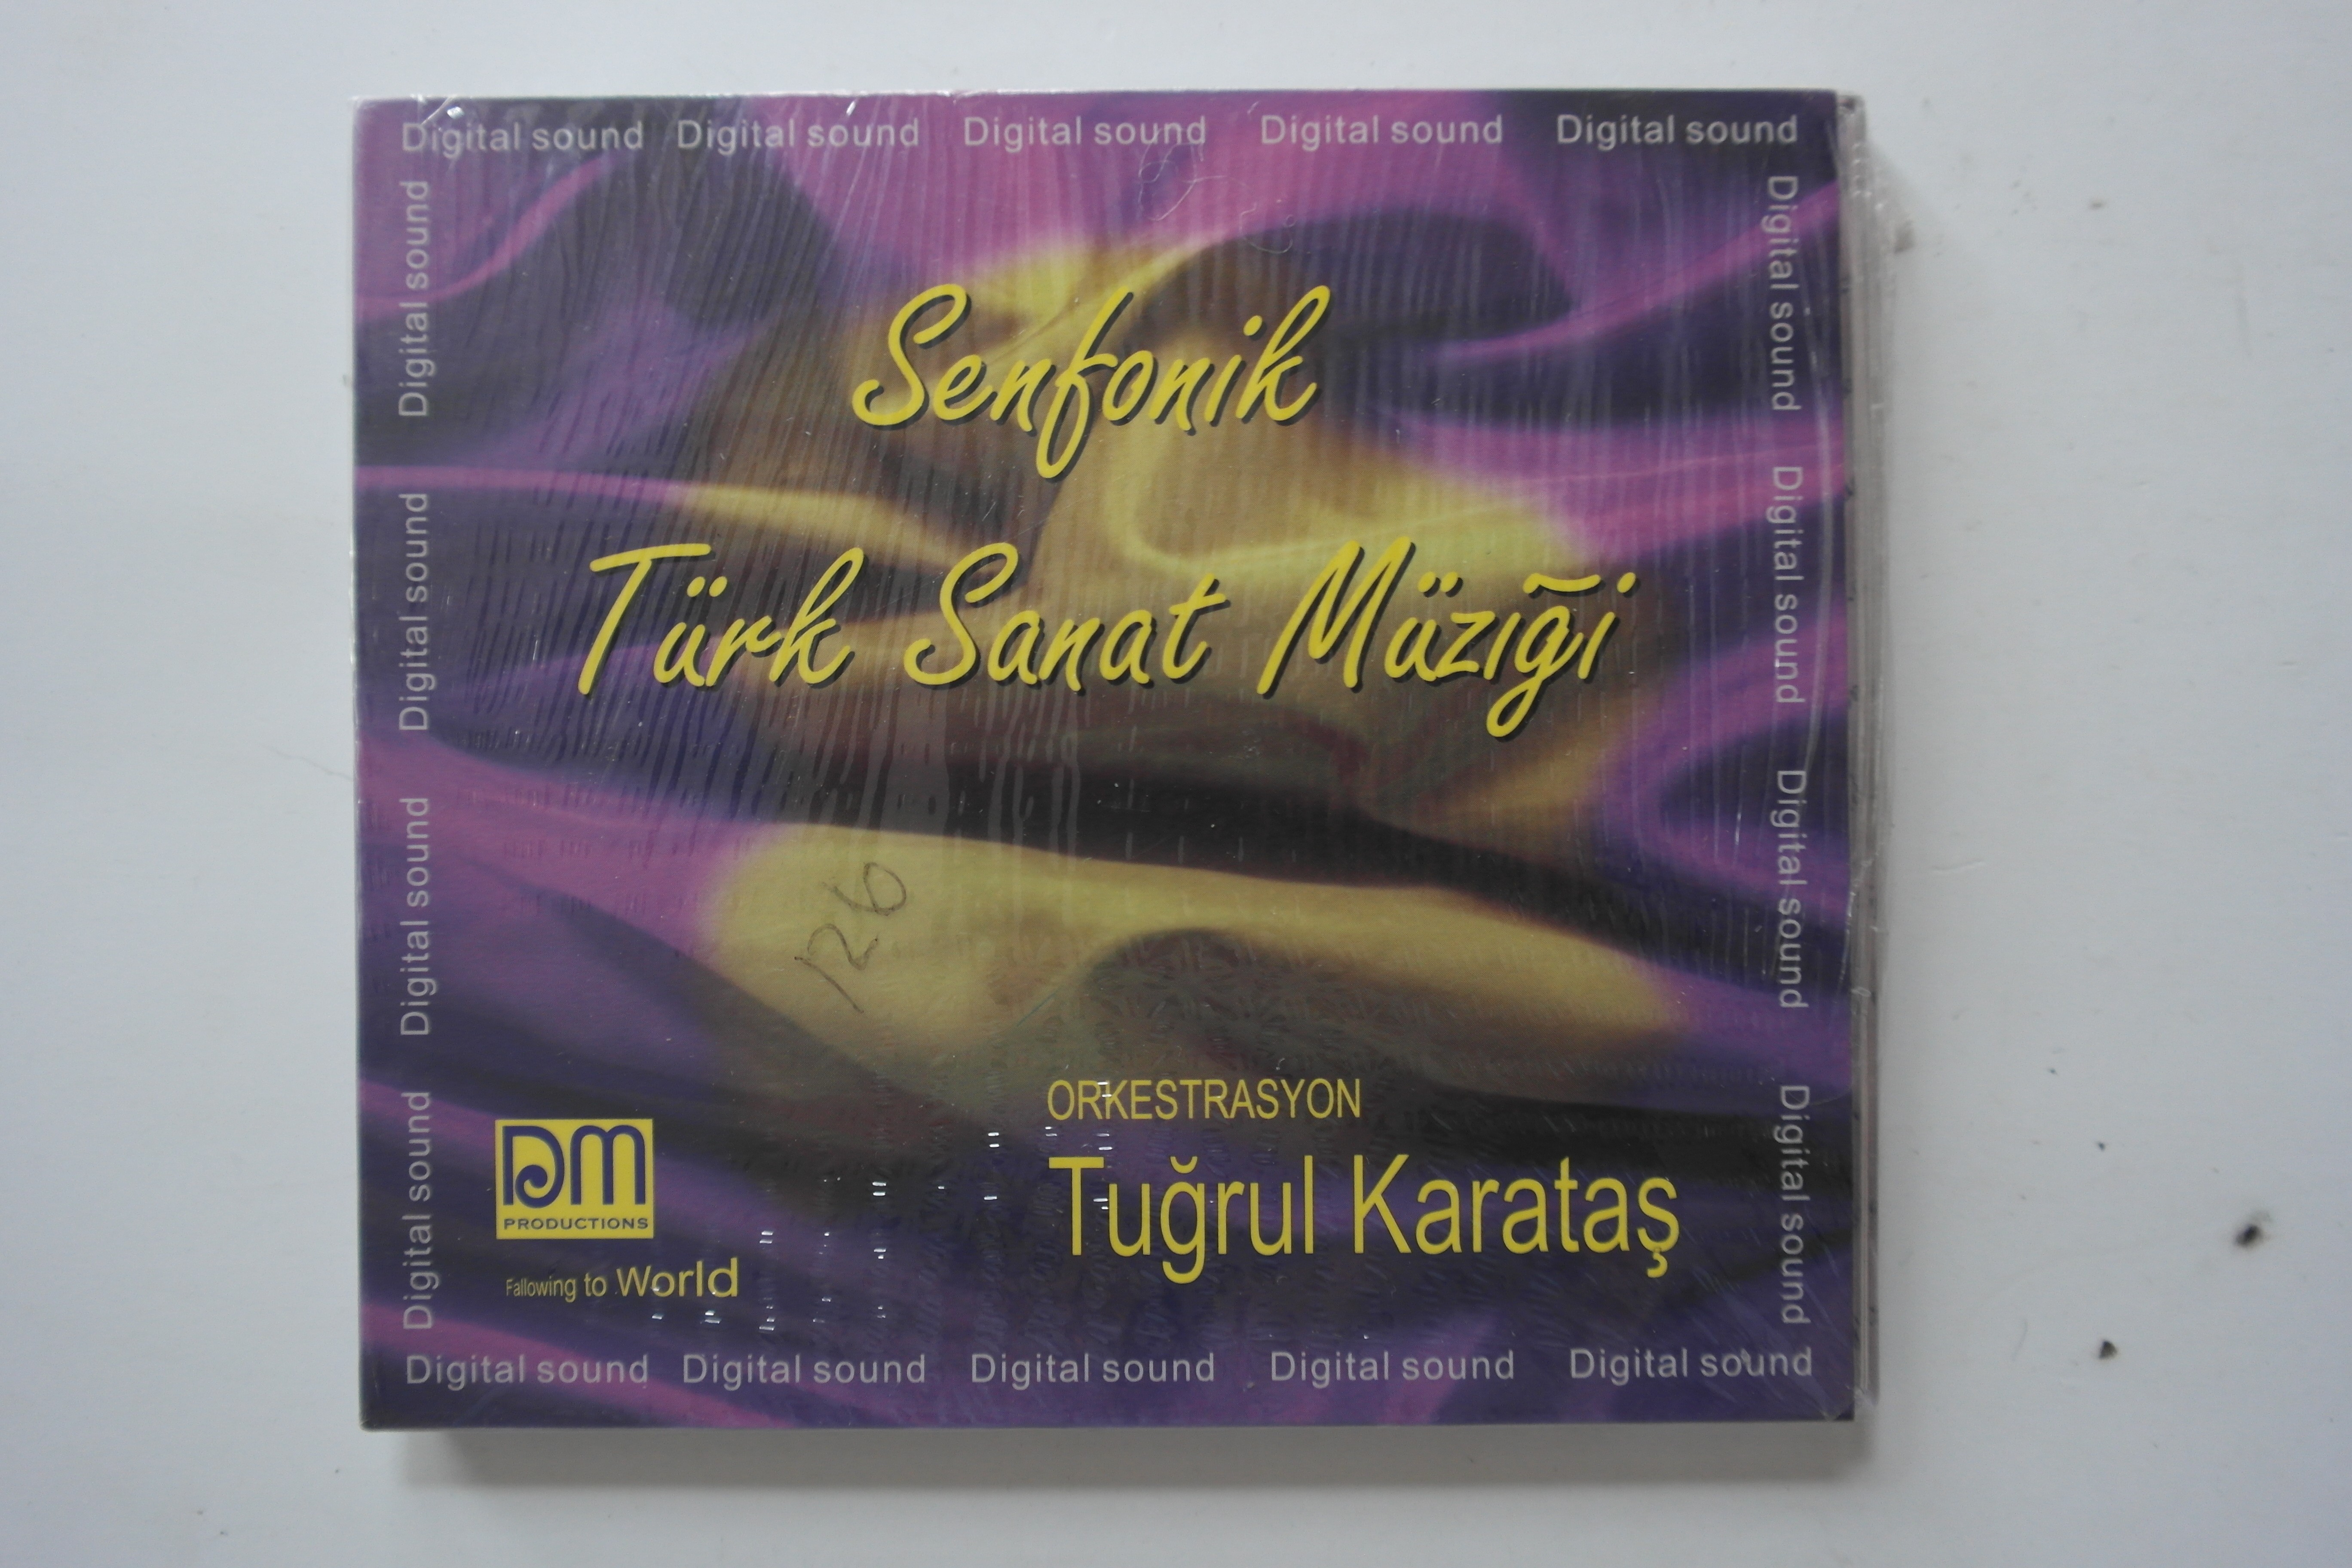 Digital sound Digital sound Digital sound Digital sound Digital sound
Digital sound
Digital sound
Digital sound
Digital sound
Digital sound
Digital sound
Digital sound
Digital sound
Senfonik
Türk Sanat Müziği
126
ORKESTRASYON
Tuğrul Karataş
DM
PRODUCTIONS
Fallowing to World
Digital sound Digital sound Digital sound Digital sound Digital sound